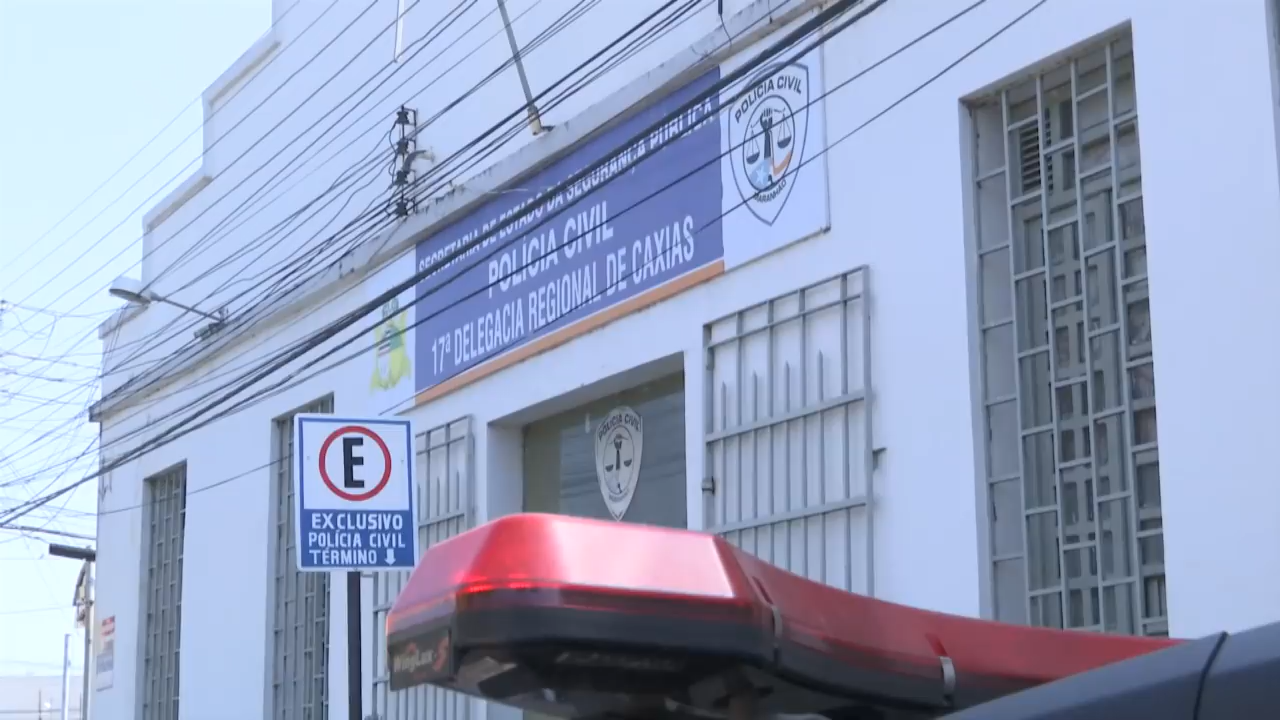 SECRETARIA DE ESTADO DA SEGURANÇA PÚBLICA
POLÍCIA CIVIL
17ª DELEGACIA REGIONAL DE CAXIAS
POLÍCIA CIVIL
MARANHÃO
POLÍCIA CIVIL
E
EXCLUSIVO
POLÍCIA CIVIL
TÉRMINO